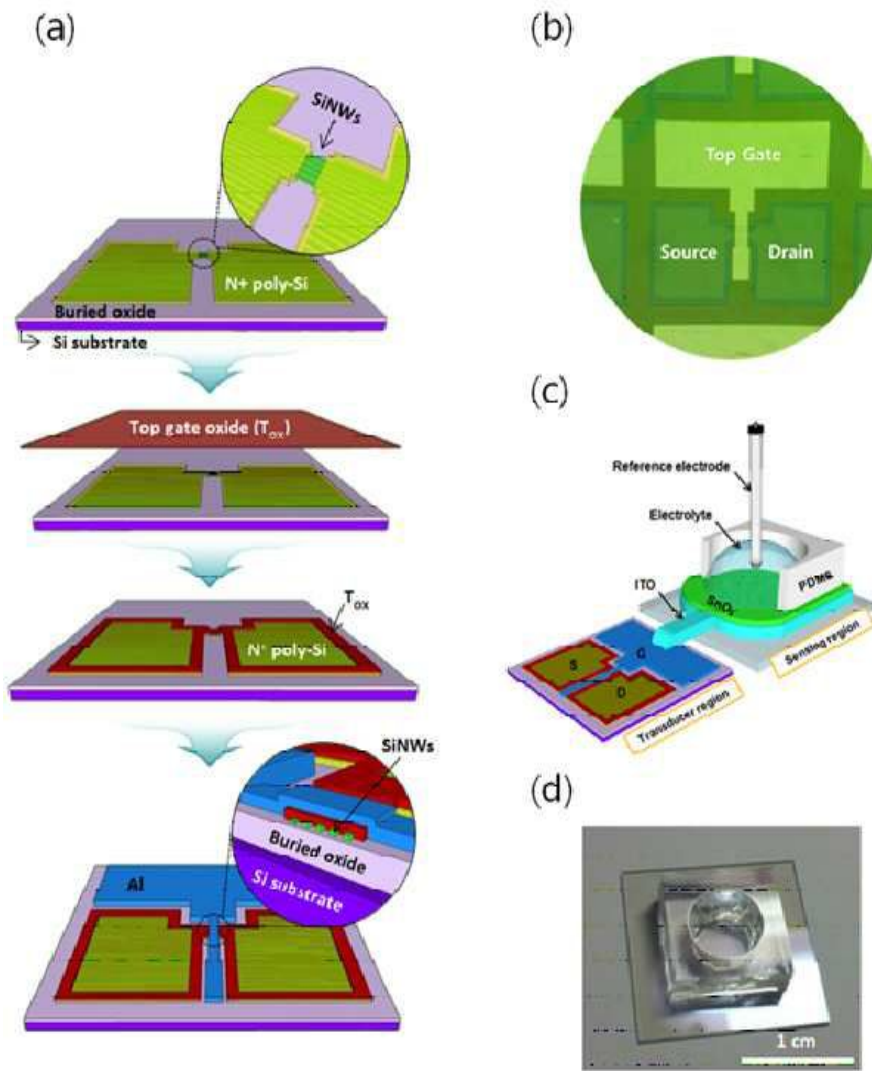 (a)
SiNWs
N+ poly-Si
Buried oxide
Si substrate
Top gate oxide (Tox)
Tox
N+ poly-Si
SiNWs
Buried oxide
Si substrate
Al
(b)
Top Gate
Source
Drain
(c)
Reference electrode
Electrolyte
ITO
PDMS
SnO2
Sensing region
S
G
D
Transducer region
(d)
1 cm